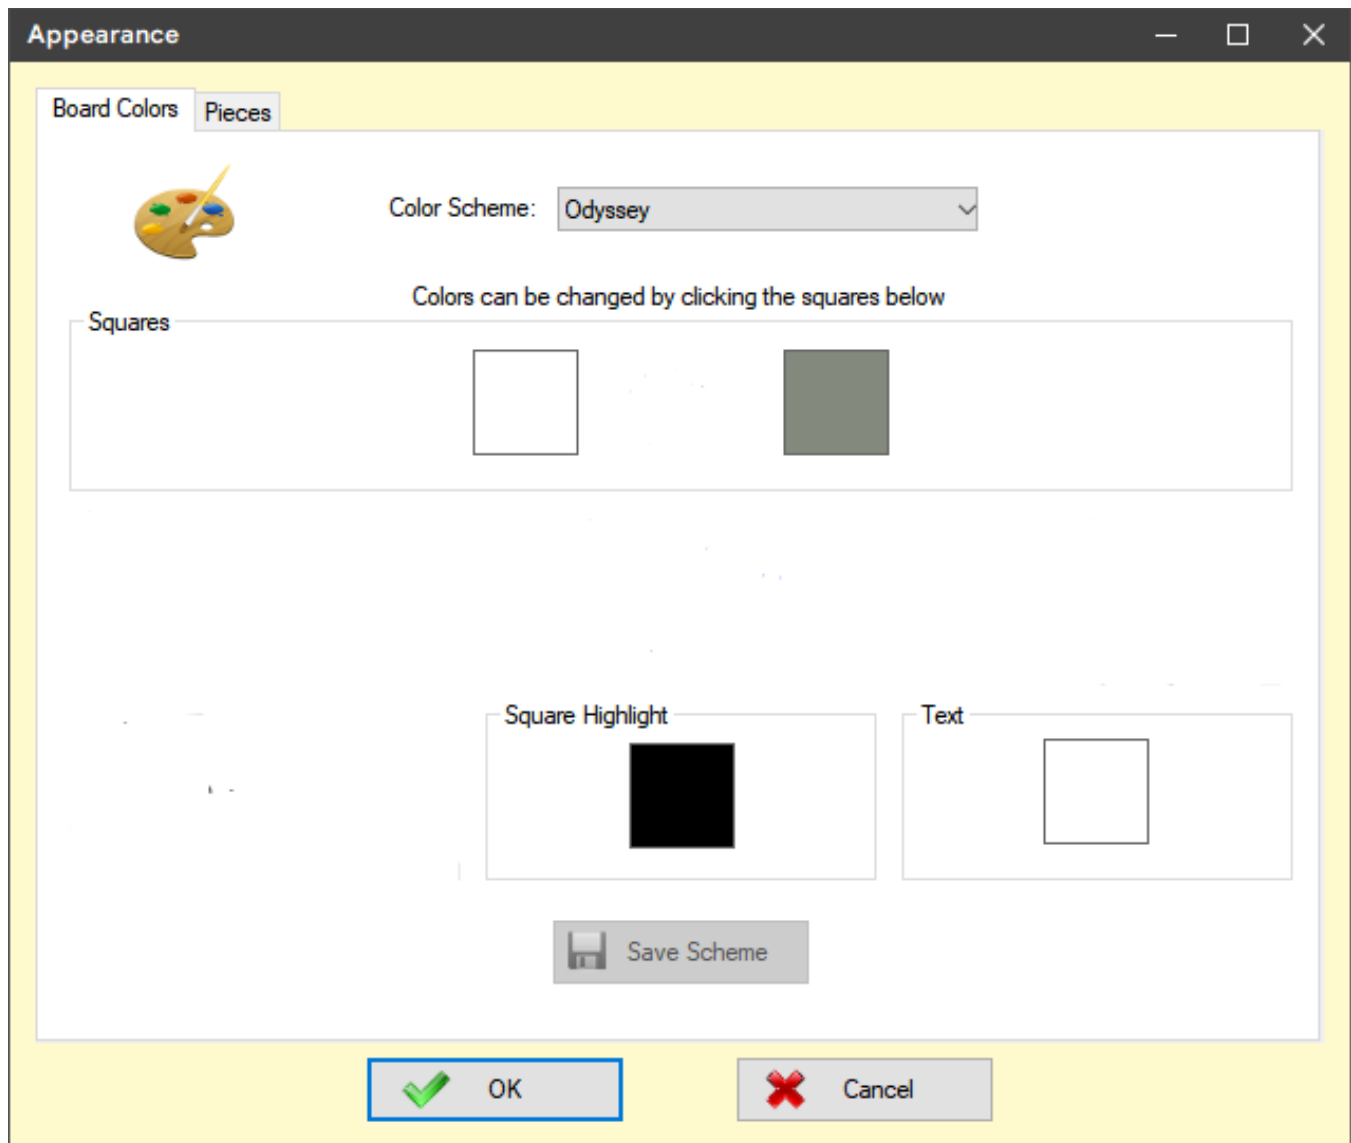 Appearance
Board Colors
Pieces
Color Scheme:
Odyssey
Colors can be changed by clicking the squares below
Squares
Square Highlight
Text
Save Scheme
OK
Cancel